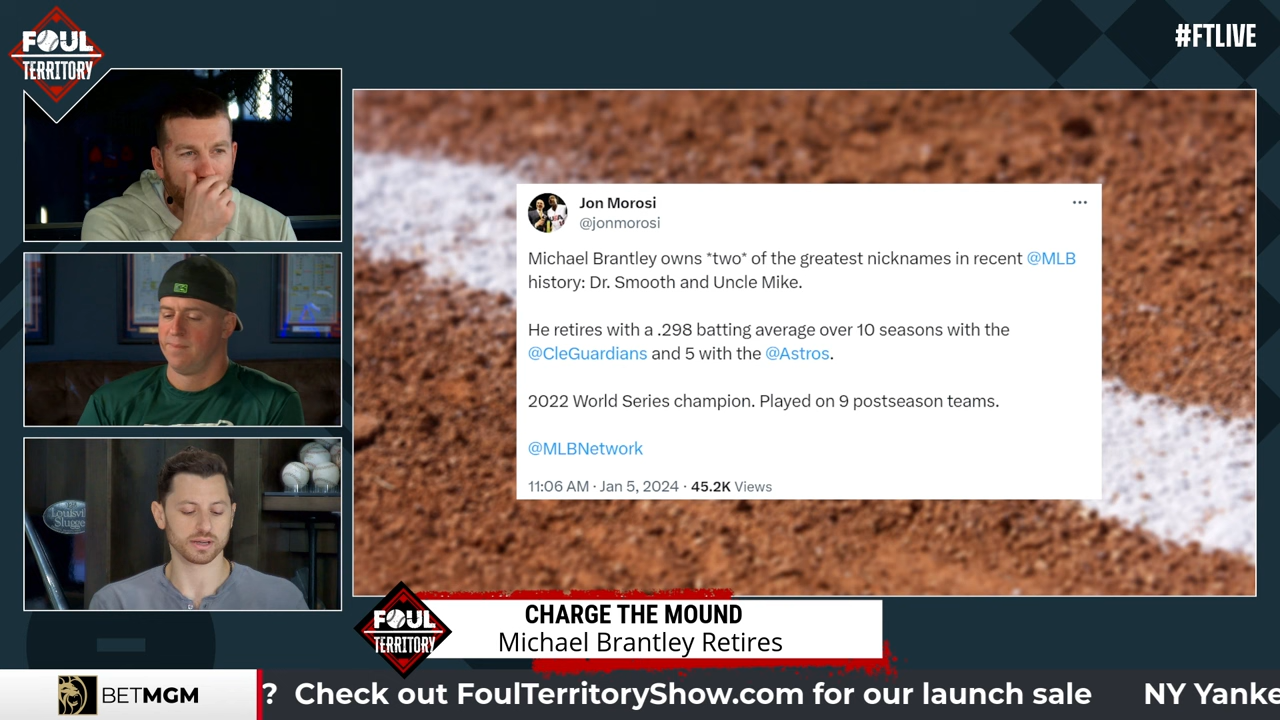 FOUL
TERRITORY
#FTLIVE
Jon Morosi
@jonmorosi
Michael Brantley owns *two* of the greatest nicknames in recent @MLB
history: Dr. Smooth and Uncle Mike.
He retires with a .298 batting average over 10 seasons with the
@CleGuardians and 5 with the @Astros.
2022 World Series champion. Played on 9 postseason teams.
@MLBNetwork
11:06 AM · Jan 5, 2024 · 45.2K Views
Louisvi
Slugge
FOUL
TERRITORY
CHARGE THE MOUND
Michael Brantley Retires
BETMGM
? Check out FoulTerritoryShow.com for our launch sale NY Yanke